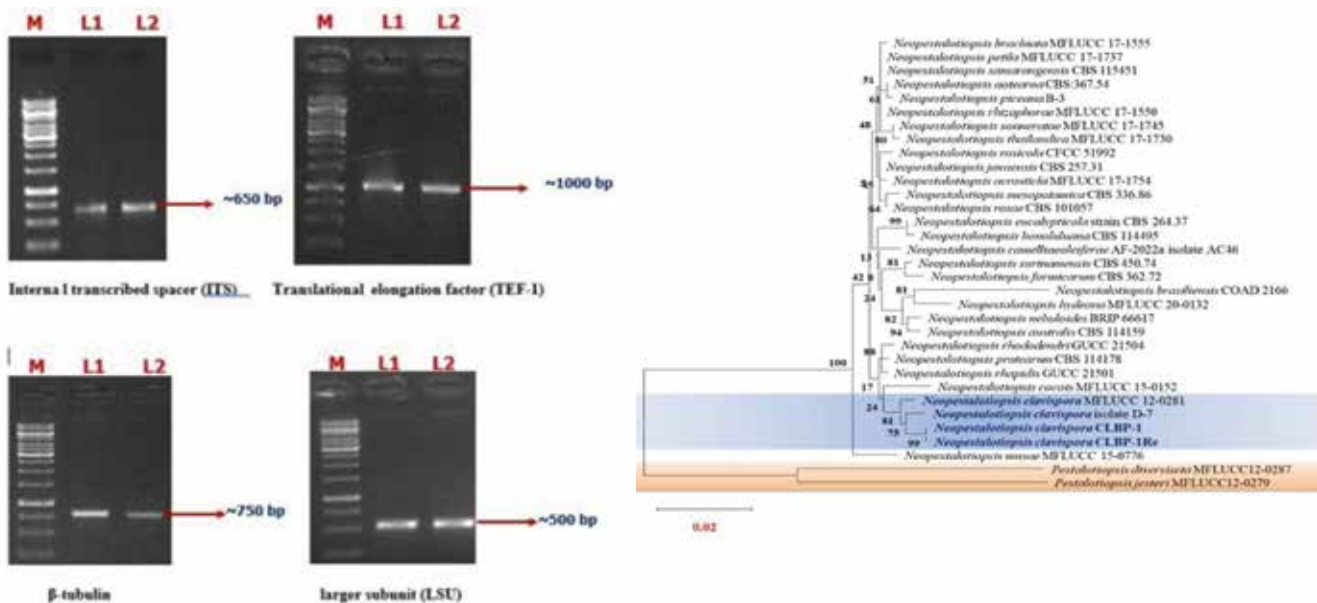 M L1 L2
~650 bp
Interna l transcribed spacer (ITS)
M L1 L2
~1000 bp
Translational elongation factor (TEF-1)
M L1 L2
~750 bp
β-tubulin
M L1 L2
~500 bp
larger subunit (LSU)
Neopestalotiopsis brachiata MFLUCC 17-1555
Neopestalotiopsis petila MFLUCC 17-1737
Neopestalotiopsis samarangensis CBS 115451
Neopestalotiopsis aotearoa CBS:367.54
Neopestalotiopsis piceana B-3
Neopestalotiopsis rhizophorae MFLUCC 17-1550
Neopestalotiopsis sonneratae MFLUCC 17-1745
Neopestalotiopsis thailandica MFLUCC 17-1730
Neopestalotiopsis rosicola CFCC 51992
Neopestalotiopsis javaensis CBS 257.31
Neopestalotiopsis acrostichi MFLUCC 17-1754
Neopestalotiopsis mesopotamica CBS 336.86
Neopestalotiopsis rosae CBS 101057
Neopestalotiopsis eucalypticola strain CBS 264.37
Neopestalotiopsis honoluluana CBS 114495
Neopestalotiopsis camelliaeoleiferae AF-2022a isolate AC46
Neopestalotiopsis surinamensis CBS 450.74
Neopestalotiopsis formicarum CBS 362.72
Neopestalotiopsis brasiliensis COAD 2166
Neopestalotiopsis hydeana MFLUCC 20-0132
Neopestalotiopsis nebuloides BRIP 66617
Neopestalotiopsis australis CBS 114159
Neopestalotiopsis rhododendri GUCC 21504
Neopestalotiopsis protearum CBS 114178
Neopestalotiopsis rhapidis GUCC 21501
Neopestalotiopsis cocois MFLUCC 15-0152
Neopestalotiopsis clavispora MFLUCC 12-0281
Neopestalotiopsis clavispora isolate D-7
Neopestalotiopsis clavispora CLBP-1
Neopestalotiopsis clavispora CLBP-1Re
Neopestalotiopsis musae MFLUCC 15-0776
Pestalotiopsis diversiseta MFLUCC12-0287
Pestalotiopsis jesteri MFLUCC12-0279
71
61
48
80
64
99
13
81
42
24
81
62
94
100
17
24
81
75
99
0.02